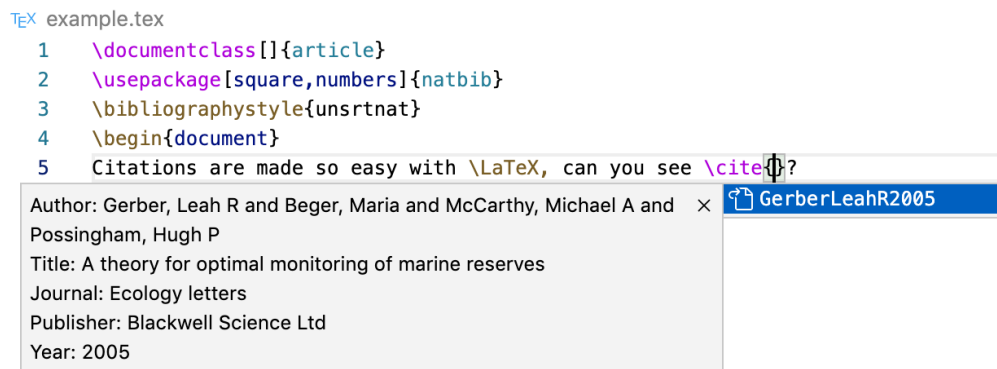 TEX example.tex
1 \documentclass[]{article}
2 \usepackage[square,numbers]{natbib}
3 \bibliographystyle{unsrtnat}
4 \begin{document}
5 Citations are made so easy with \LaTeX, can you see \cite{}?
Author: Gerber, Leah R and Beger, Maria and McCarthy, Michael A and
Possingham, Hugh P
Title: A theory for optimal monitoring of marine reserves
Journal: Ecology letters
Publisher: Blackwell Science Ltd
Year: 2005
GerberLeahR2005